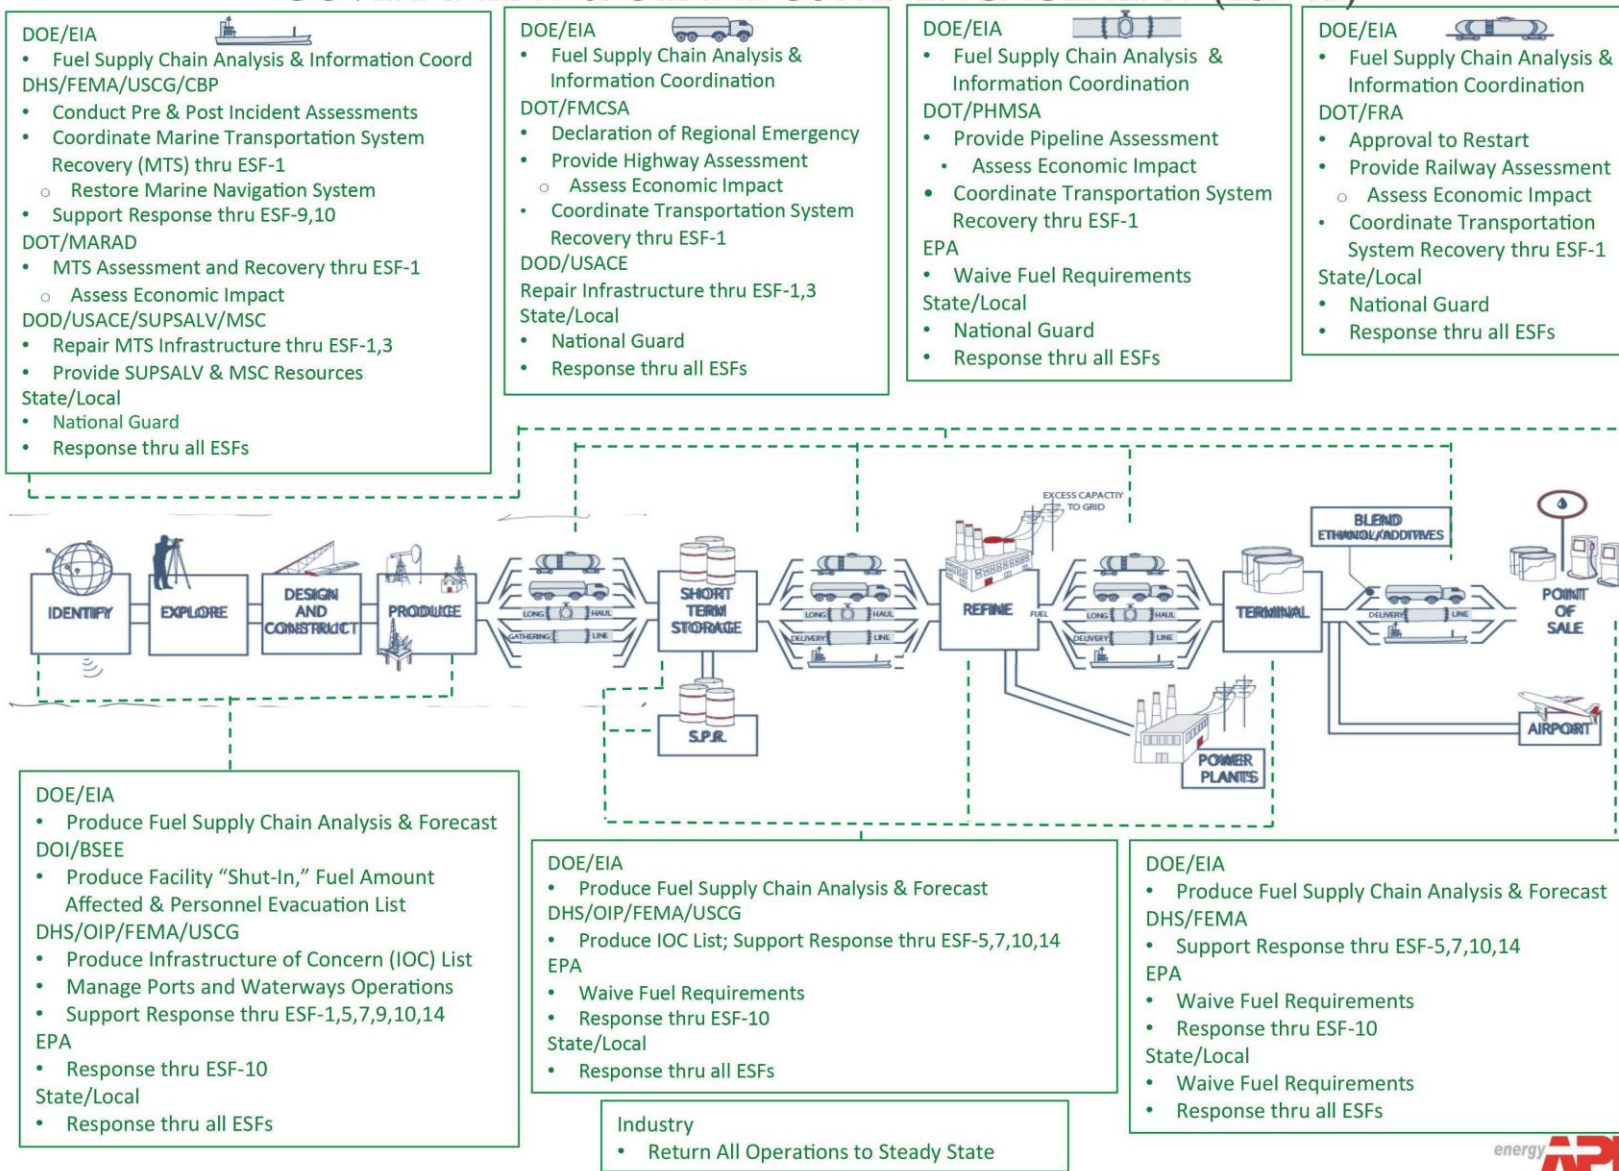 DOE/EIA
• Fuel Supply Chain Analysis & Information Coord
DHS/FEMA/USCG/CBP
• Conduct Pre & Post Incident Assessments
• Coordinate Marine Transportation System
Recovery (MTS) thru ESF-1
o Restore Marine Navigation System
• Support Response thru ESF-9,10
DOT/MARAD
• MTS Assessment and Recovery thru ESF-1
o Assess Economic Impact
DOD/USACE/SUPSALV/MSC
• Repair MTS Infrastructure thru ESF-1,3
• Provide SUPSALV & MSC Resources
State/Local
• National Guard
• Response thru all ESFs
DOE/EIA
• Fuel Supply Chain Analysis &
Information Coordination
DOT/FMCSA
• Declaration of Regional Emergency
• Provide Highway Assessment
o Assess Economic Impact
• Coordinate Transportation System
Recovery thru ESF-1
DOD/USACE
Repair Infrastructure thru ESF-1,3
State/Local
• National Guard
• Response thru all ESFs
DOE/EIA
• Fuel Supply Chain Analysis &
Information Coordination
DOT/PHMSA
• Provide Pipeline Assessment
• Assess Economic Impact
• Coordinate Transportation System
Recovery thru ESF-1
EPA
• Waive Fuel Requirements
State/Local
• National Guard
• Response thru all ESFs
DOE/EIA
• Fuel Supply Chain Analysis &
Information Coordination
DOT/FRA
• Approval to Restart
• Provide Railway Assessment
o Assess Economic Impact
• Coordinate Transportation
System Recovery thru ESF-1
State/Local
• National Guard
• Response thru all ESFs
IDENTIFY
EXPLORE
DESIGN
AND
CONSTRUCT
PRODUCE
LONG HAUL
GATHERING LINE
SHORT
TERM
STORAGE
S.P.R.
LONG HAUL
DELIVERY LINE
EXCESS CAPACTIY
TO GRID
REFINE
FUEL
LONG HAUL
DELIVERY LINE
POWER
PLANTS
TERMINAL
BLEND
ETHANOL/ADDITIVES
DELIVERY LINE
POINT
OF
SALE
AIRPORT
DOE/EIA
• Produce Fuel Supply Chain Analysis & Forecast
DOI/BSEE
• Produce Facility “Shut-In,” Fuel Amount
Affected & Personnel Evacuation List
DHS/OIP/FEMA/USCG
• Produce Infrastructure of Concern (IOC) List
• Manage Ports and Waterways Operations
• Support Response thru ESF-1,5,7,9,10,14
EPA
• Response thru ESF-10
State/Local
• Response thru all ESFs
DOE/EIA
• Produce Fuel Supply Chain Analysis & Forecast
DHS/OIP/FEMA/USCG
• Produce IOC List; Support Response thru ESF-5,7,10,14
EPA
• Waive Fuel Requirements
• Response thru ESF-10
State/Local
• Response thru all ESFs
Industry
• Return All Operations to Steady State
DOE/EIA
• Produce Fuel Supply Chain Analysis & Forecast
DHS/FEMA
• Support Response thru ESF-5,7,10,14
EPA
• Waive Fuel Requirements
• Response thru ESF-10
State/Local
• Waive Fuel Requirements
• Response thru all ESFs
energy API